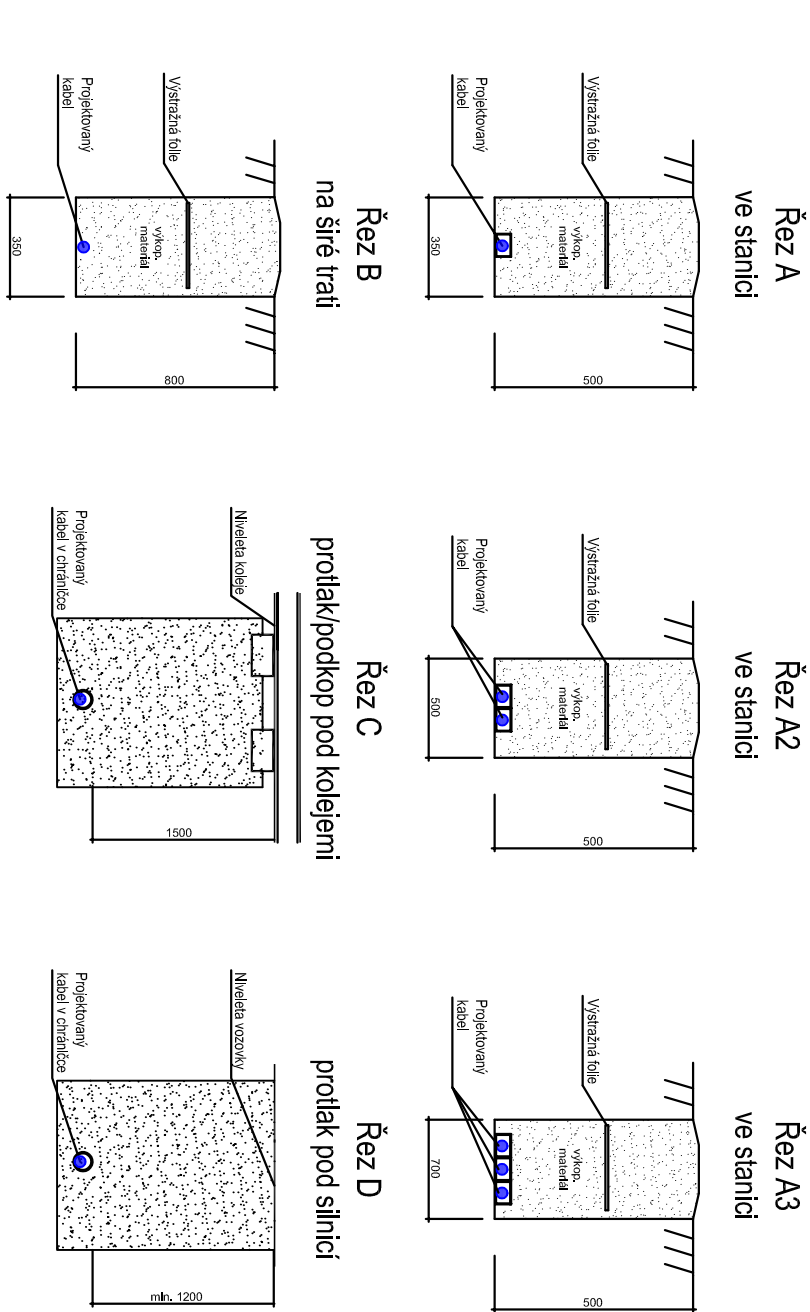 Řez A
ve stanici
Výstražná folie
výkop.
materiál
Projektovaný
kabel
350
500
Řez A2
ve stanici
Výstražná folie
výkop.
materiál
Projektovaný
kabel
500
500
Řez A3
ve stanici
Výstražná folie
výkop.
materiál
Projektovaný
kabel
700
500
Řez B
na širé trati
Výstražná folie
výkop.
materiál
Projektovaný
kabel
350
800
Řez C
protlak/podkop pod kolejemi
Niveleta koleje
Projektovaný
kabel v chráničce
1500
Řez D
protlak pod silnicí
Niveleta vozovky
Projektovaný
kabel v chráničce
min. 1200